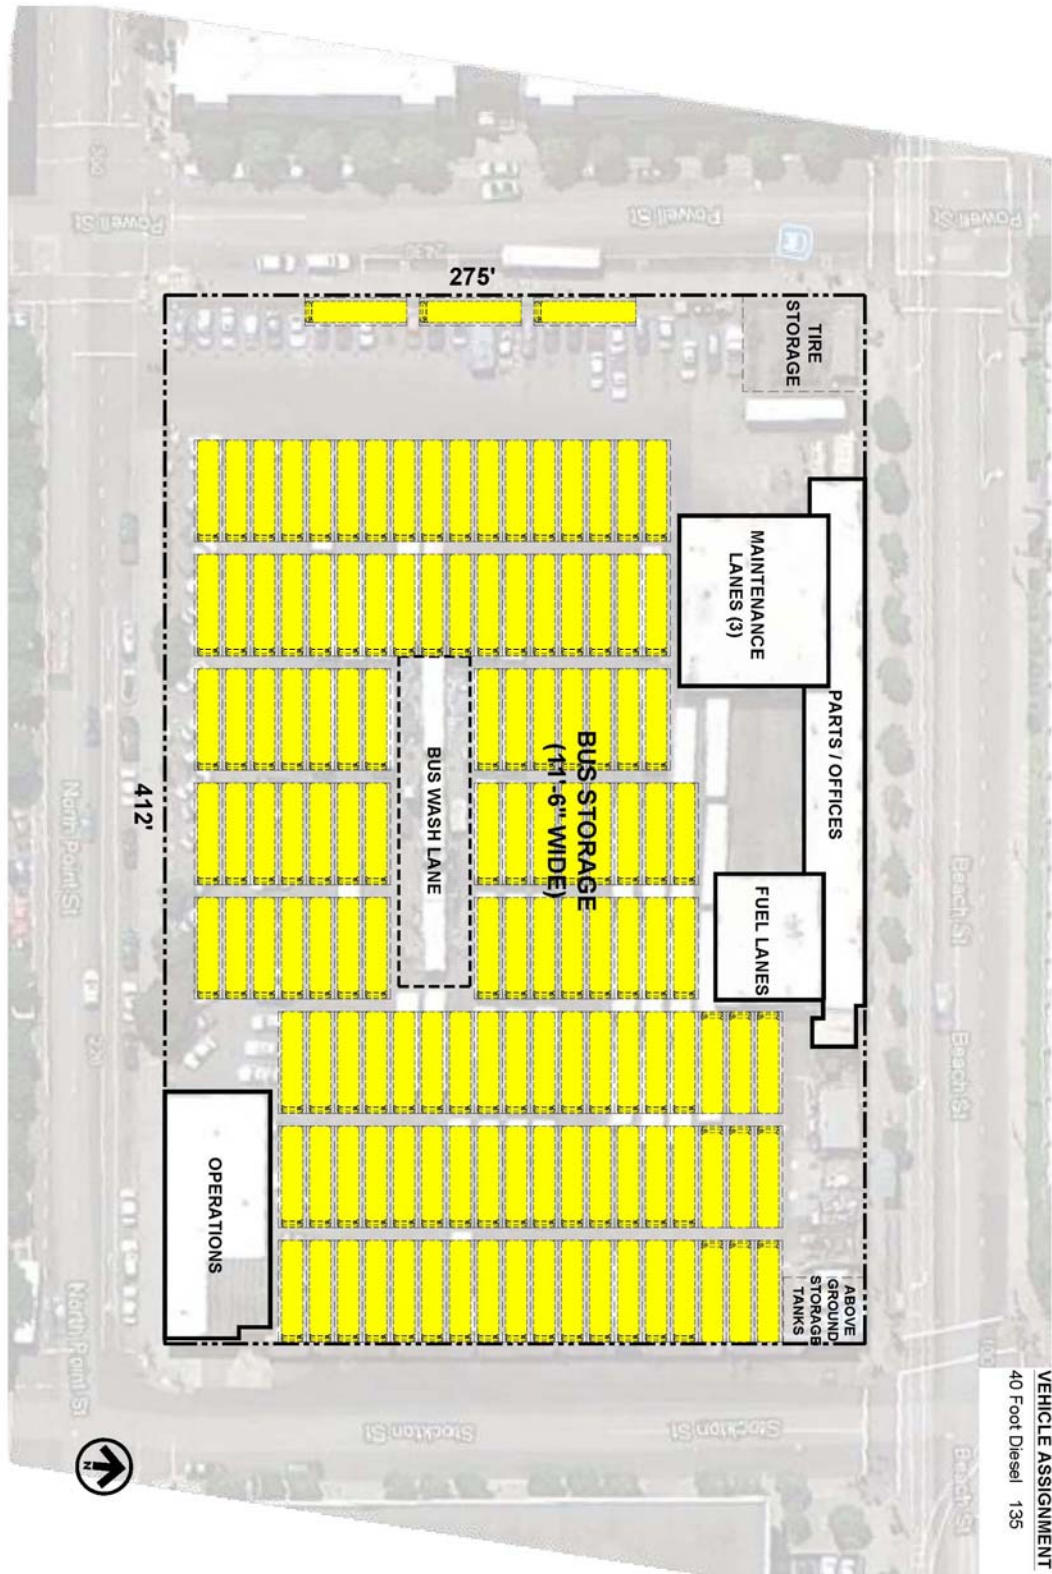 Powell St
Powell St
Powell St
300
2430
275'
TIRE
STORAGE
MAINTENANCE
LANES (3)
PARTS / OFFICES
BUS STORAGE
(11'-6" WIDE)
BUS WASH LANE
FUEL LANES
412'
North Point St
Beach St
Beach St
OPERATIONS
ABOVE
GROUND
STORAGE
TANKS
North Point St
Stockton St
Stockton St
Beach St
N
VEHICLE ASSIGNMENT
40 Foot Diesel 135